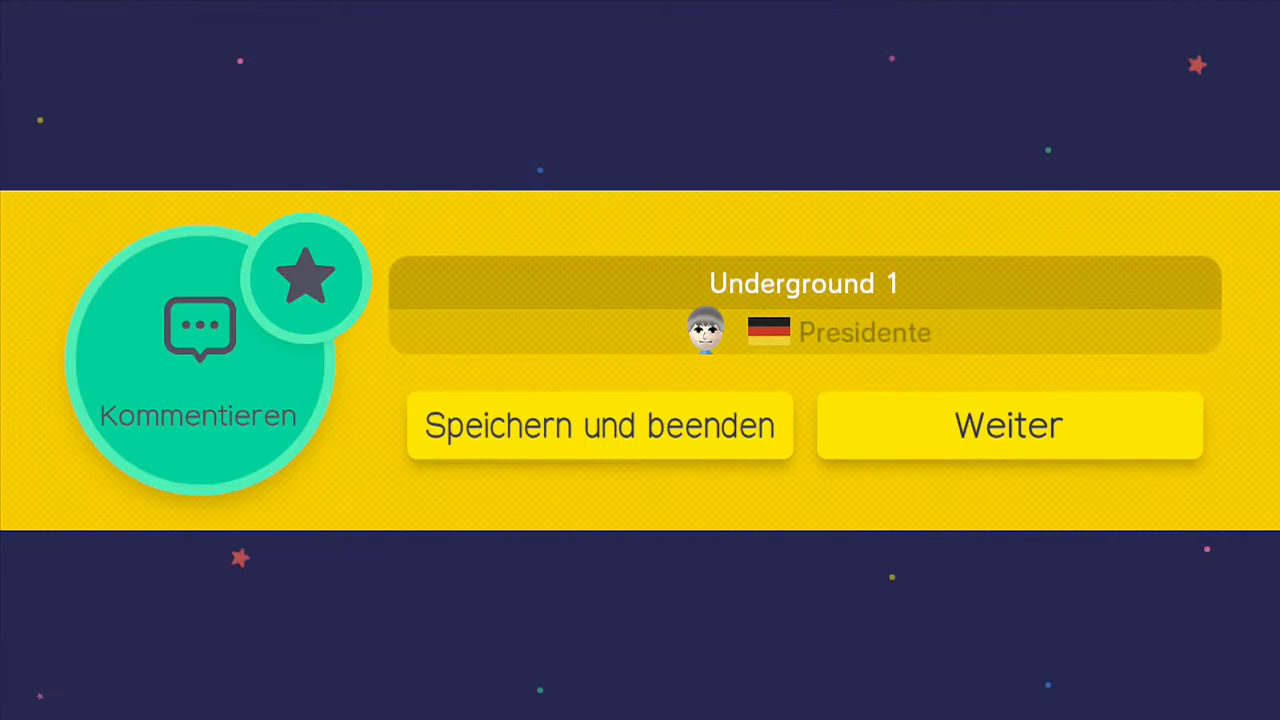 Underground 1
Presidente
Kommentieren
Speichern und beenden
Weiter